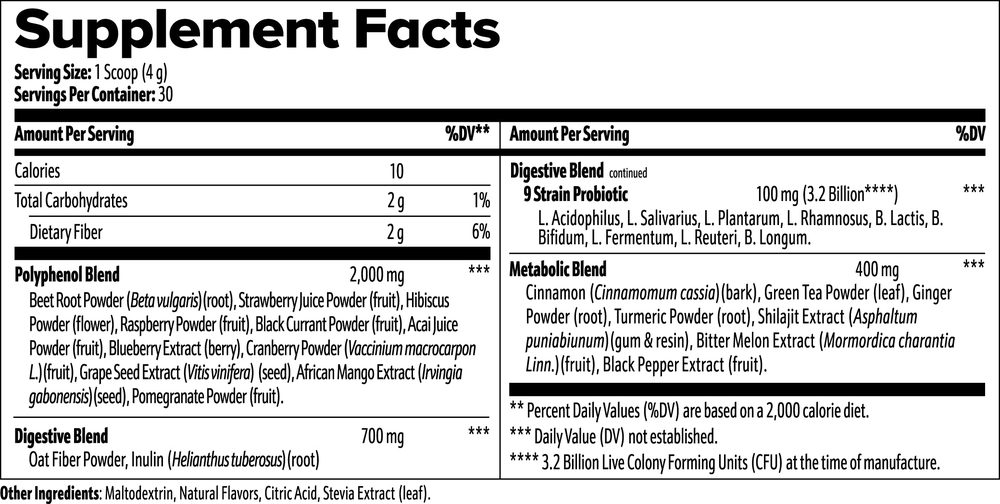 Supplement Facts
Serving Size: 1 Scoop (4 g)
Servings Per Container: 30
Amount Per Serving %DV**
Calories 10
Total Carbohydrates 2 g 1%
Dietary Fiber 2 g 6%
Polyphenol Blend 2,000 mg ***
Beet Root Powder (Beta vulgaris) (root), Strawberry Juice Powder (fruit), Hibiscus
Powder (flower), Raspberry Powder (fruit), Black Currant Powder (fruit), Acai Juice
Powder (fruit), Blueberry Extract (berry), Cranberry Powder (Vaccinium macrocarpon
L.) (fruit), Grape Seed Extract (Vitis vinifera) (seed), African Mango Extract (Irvingia
gabonensis) (seed), Pomegranate Powder (fruit).
Digestive Blend 700 mg ***
Oat Fiber Powder, Inulin (Helianthus tuberosus) (root)
Amount Per Serving %DV
Digestive Blend continued
9 Strain Probiotic 100 mg (3.2 Billion****) ***
L. Acidophilus, L. Salivarius, L. Plantarum, L. Rhamnosus, B. Lactis, B.
Bifidum, L. Fermentum, L. Reuteri, B. Longum.
Metabolic Blend 400 mg ***
Cinnamon (Cinnamomum cassia) (bark), Green Tea Powder (leaf), Ginger
Powder (root), Turmeric Powder (root), Shilajit Extract (Asphaltum
puniabiunum) (gum & resin), Bitter Melon Extract (Mormordica charantia
Linn.) (fruit), Black Pepper Extract (fruit).
** Percent Daily Values (%DV) are based on a 2,000 calorie diet.
*** Daily Value (DV) not established.
**** 3.2 Billion Live Colony Forming Units (CFU) at the time of manufacture.
Other Ingredients: Maltodextrin, Natural Flavors, Citric Acid, Stevia Extract (leaf).